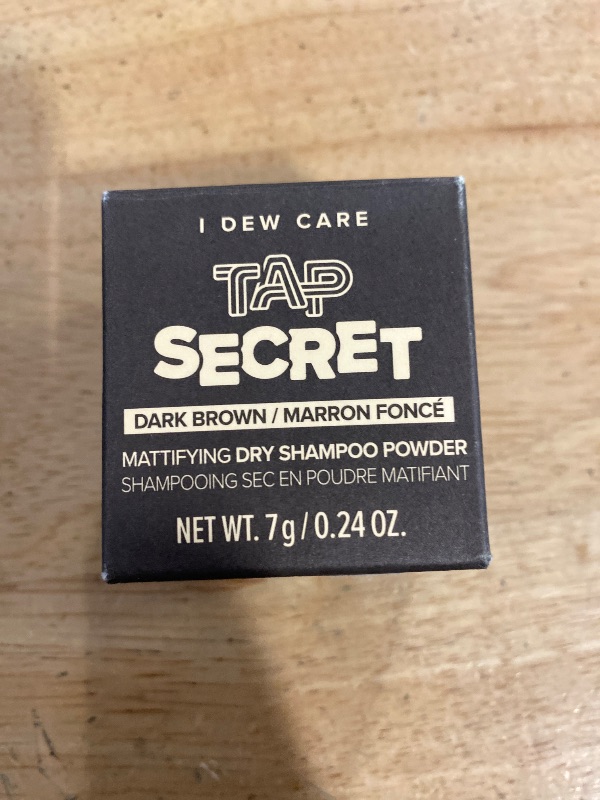 I DEW CARE
TAP
SECRET
DARK BROWN / MARRON FONCÉ
MATTIFYING DRY SHAMPOO POWDER
SHAMPOOING SEC EN POUDRE MATIFIANT
NET WT. 7g / 0.24 OZ.